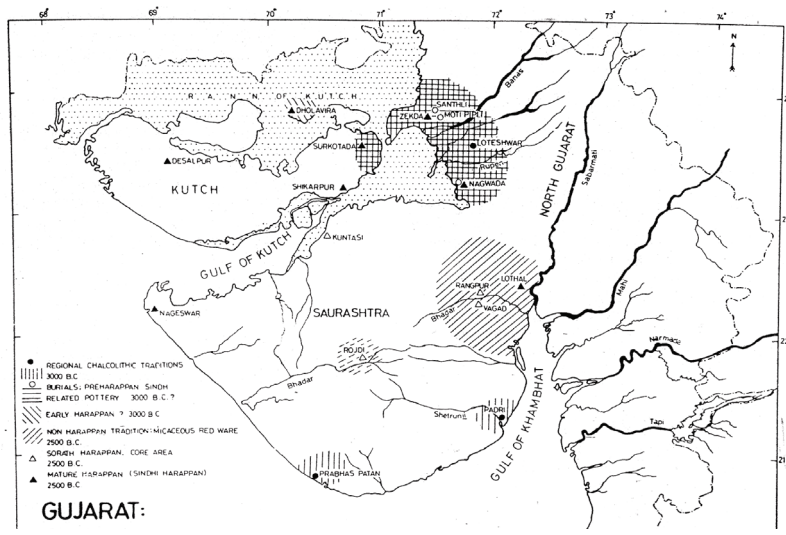 68° 69° 70° 71° 72° 73° 74°
N
RANN OF KUTCH
DHOLAVIRA
Banas
SANTHLI
ZEKDA
MOTI PIPLI
SURKOTADA
LOTESHWAR
DESALPUR
KUTCH
SHIKARPUR
NAGWADA
NORTH GUJARAT
Sabarmati
KUNTASI
GULF OF KUTCH
RANGPUR
LOTHAL
Mahi
NAGESWAR
SAURASHTRA
Bhadar
VAGAD
Narmada
ROJDI
Bhadar
Shetrunji
PADRI
GULF OF KHAMBHAT
Tapi
PRABHAS PATAN
REGIONAL CHALCOLITHIC TRADITIONS
3000 B.C
BURIALS; PREHARAPPAN SINDH
RELATED POTTERY 3000 B.C.?
EARLY HARAPPAN ? 3000 B C
NON HARAPPAN TRADITION:MICACEOUS RED WARE
2500 B.C.
SORATH HARAPPAN, CORE AREA
2500 B.C.
MATURE HARAPPAN (SINDHI HARAPPAN)
2500 B.C
GUJARAT: